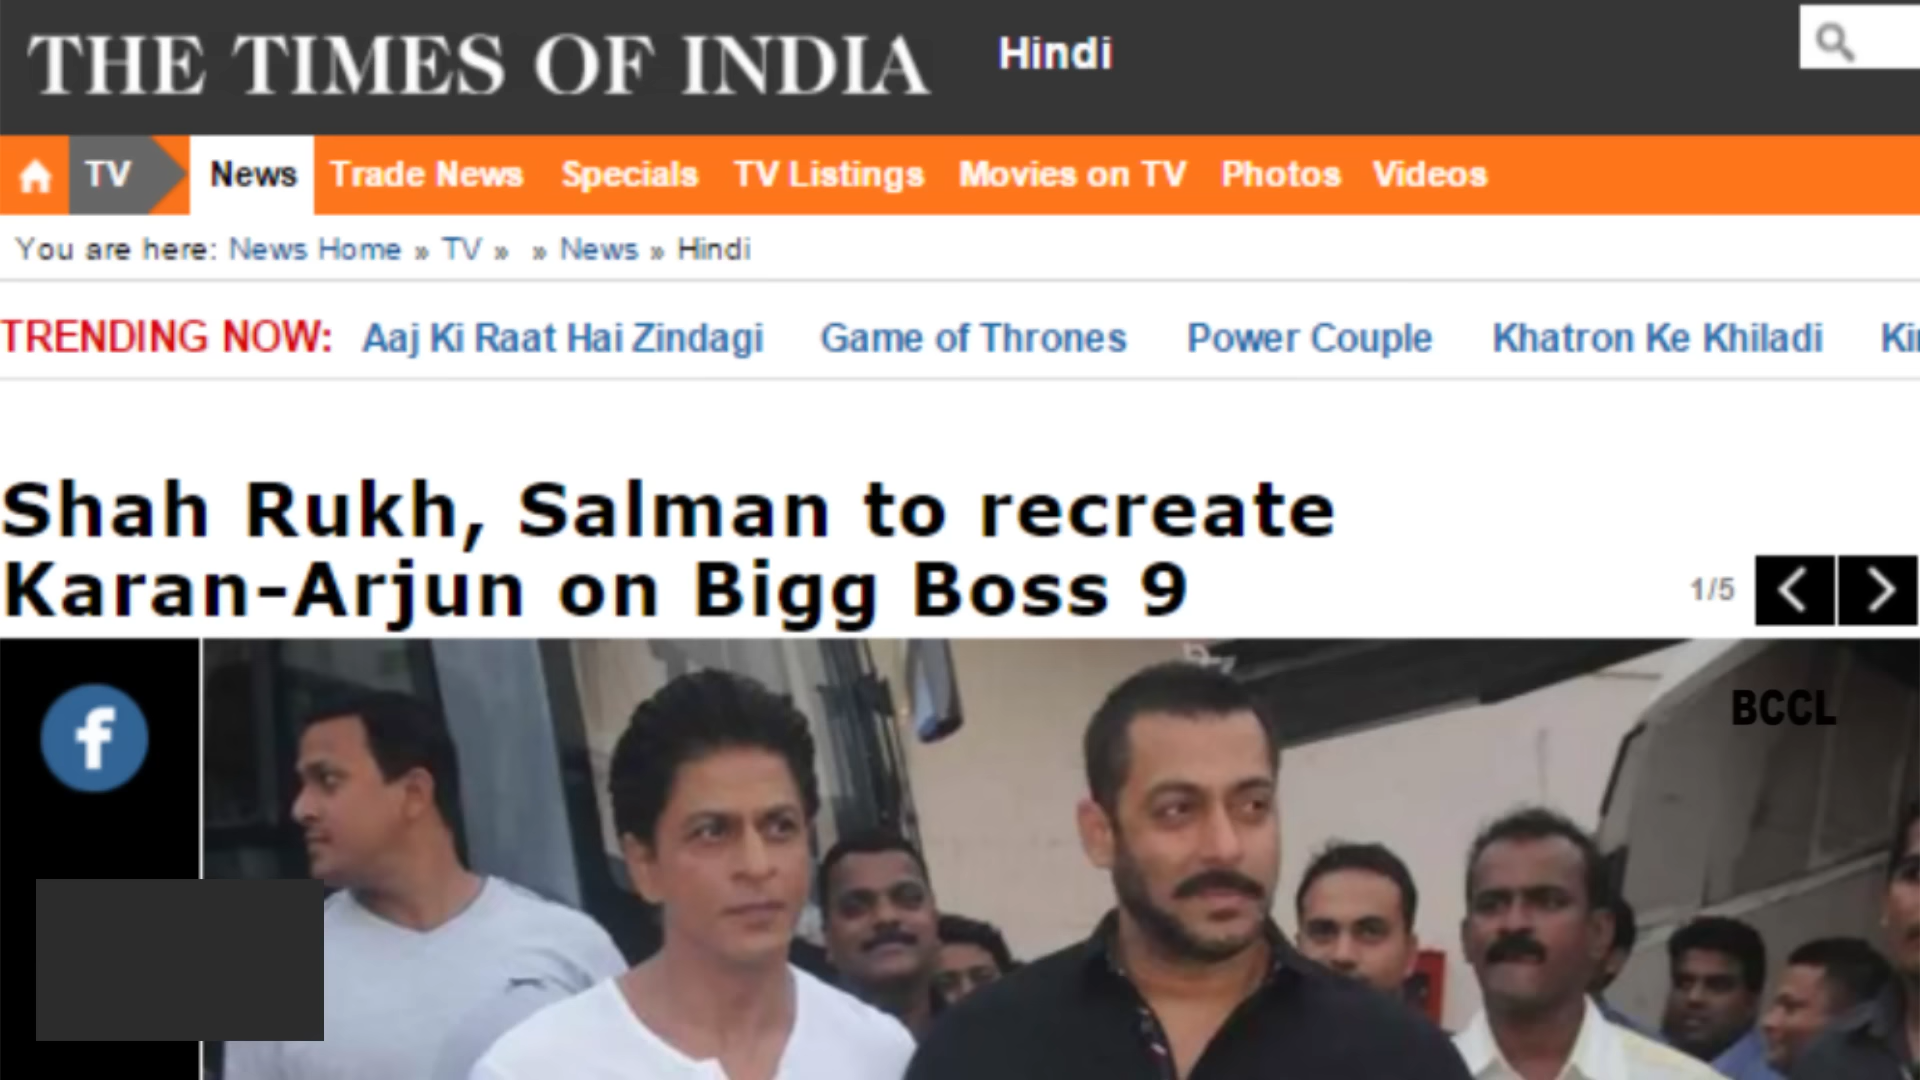 THE TIMES OF INDIA Hindi
TV News Trade News Specials TV Listings Movies on TV Photos Videos
You are here: News Home » TV » » News » Hindi
TRENDING NOW: Aaj Ki Raat Hai Zindagi Game of Thrones Power Couple Khatron Ke Khiladi
Shah Rukh, Salman to recreate
Karan-Arjun on Bigg Boss 9
1/5
f
BCCL